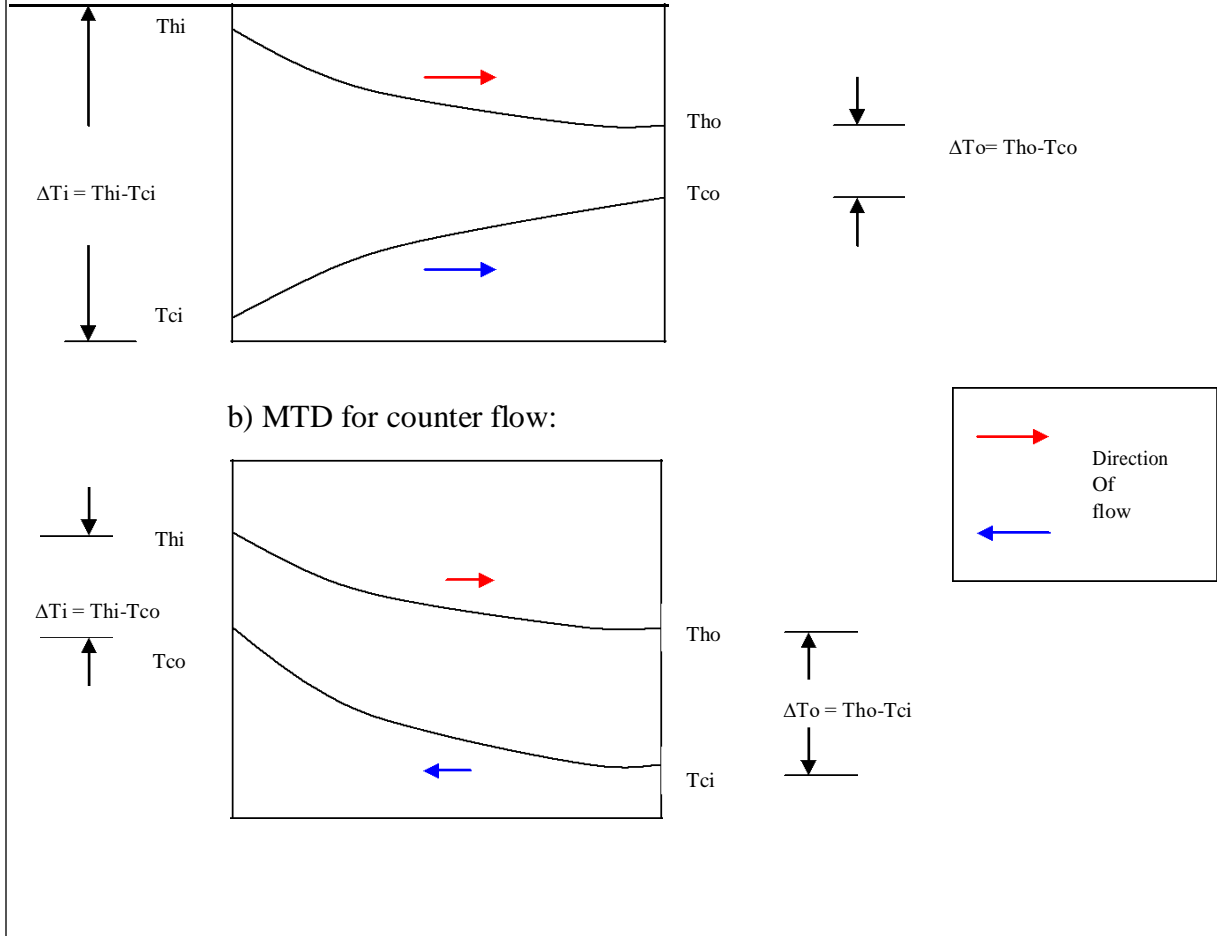 Thi
Tho
ΔTo= Tho-Tco
ΔTi = Thi-Tci
Tco
Tci
b) MTD for counter flow:
Direction
Of
flow
Thi
ΔTi = Thi-Tco
Tho
Tco
ΔTo = Tho-Tci
Tci